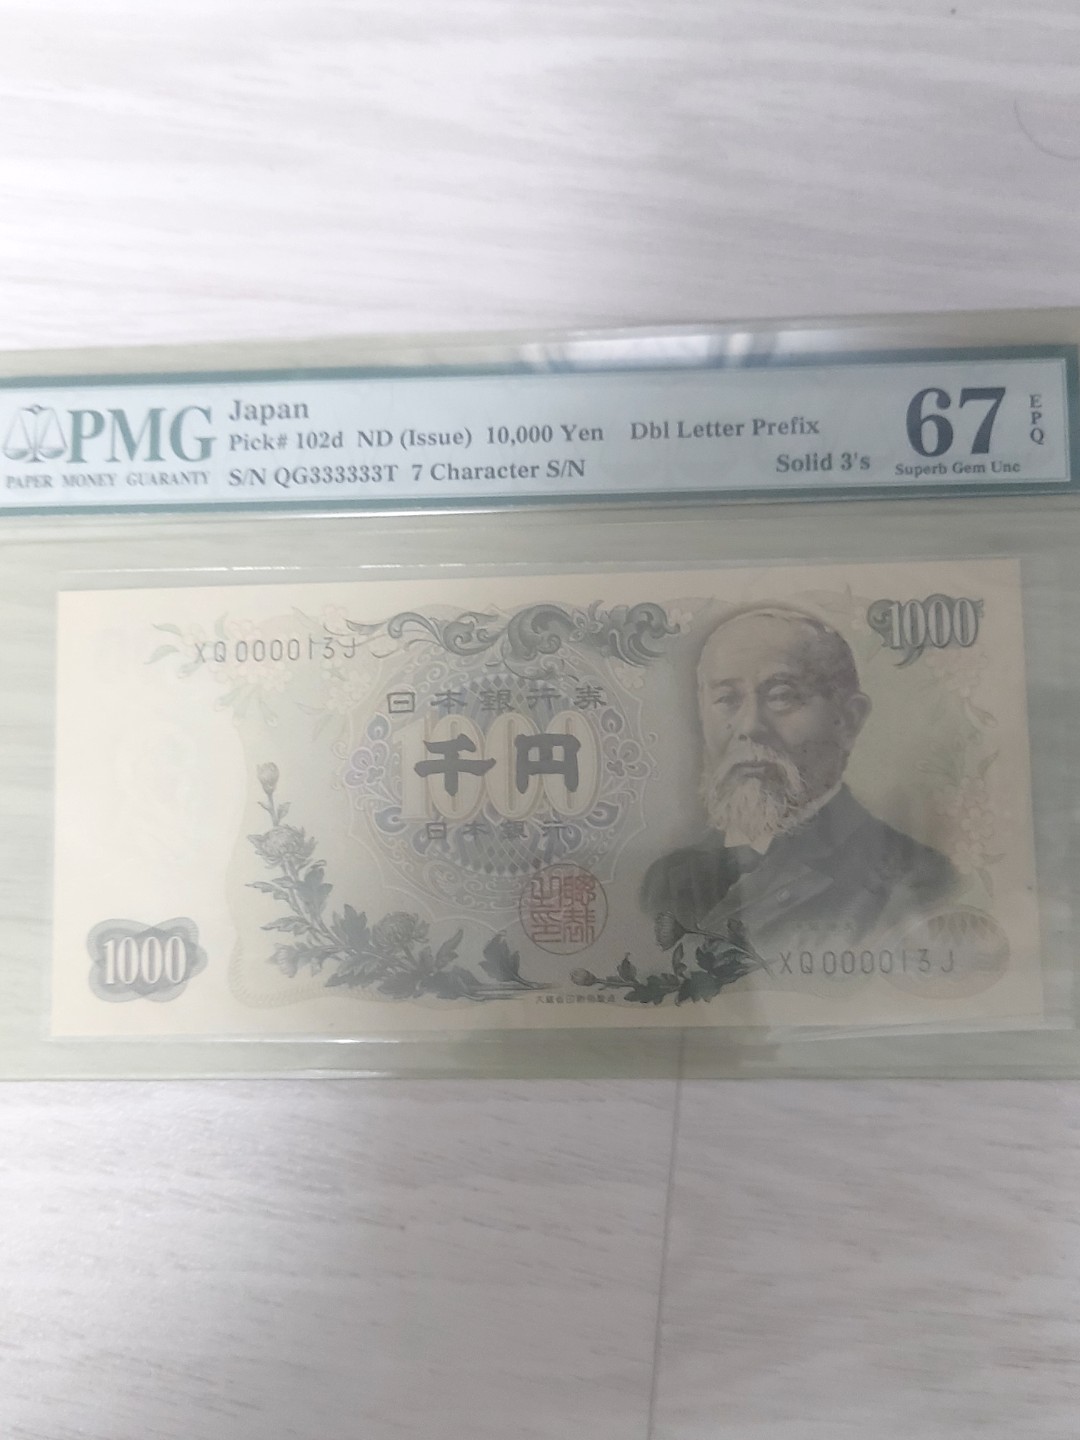 PMG
PAPER MONEY GUARANTY
Japan
Pick# 102d ND (Issue) 10,000 Yen Dbl Letter Prefix
S/N QG333333T 7 Character S/N
Solid 3's
67
EPQ
Superb Gem Unc
1000
XQ000013J
日本銀行券
1000
千円
日本銀行
1000
XQ000013J